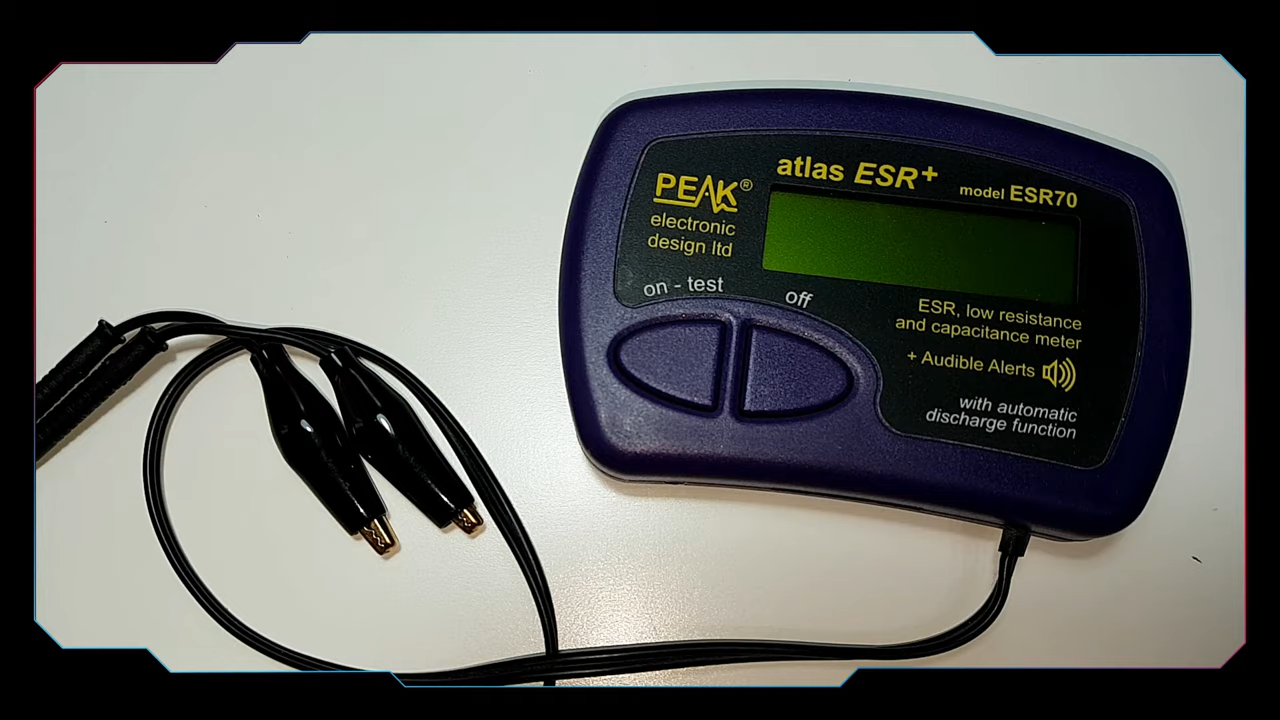 PEAK®
electronic
design ltd
atlas ESR+
model ESR70
on - test
off
ESR, low resistance
and capacitance meter
+ Audible Alerts
with automatic
discharge function